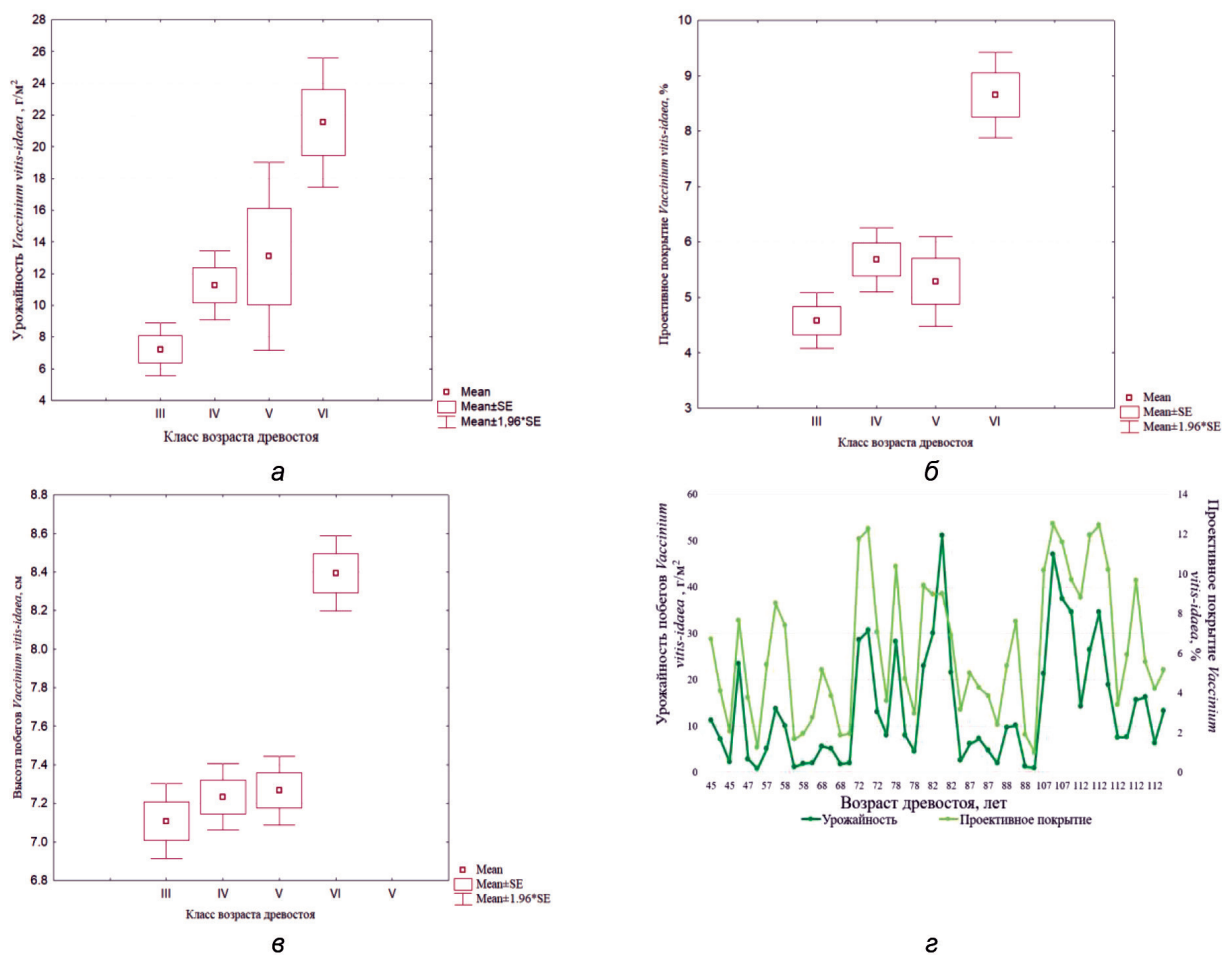 28
26
24
22
20
18
16
14
12
10
8
6
4
Урожайность Vaccinium vitis-idaea , г/м²
III IV V VI
Класс возраста древостоя
Mean
Mean±SE
Mean±1,96*SE
а
10
9
8
7
6
5
4
3
Проективное покрытие Vaccinium vitis-idaea, %
III IV V VI
Класс возраста древостоя
Mean
Mean±SE
Mean±1.96*SE
б
8.8
8.6
8.4
8.2
8.0
7.8
7.6
7.4
7.2
7.0
6.8
Высота побегов Vaccinium vitis-idaea, см
III IV V VI V
Класс возраста древостоя
Mean
Mean±SE
Mean±1.96*SE
в
60
50
40
30
20
10
0
Урожайность побегов Vaccinium
vitis-idaea , г/м²
14
12
10
8
6
4
2
0
Проективное покрытие Vaccinium
vitis-idaea, %
45 45 47 57 58 58 68 68 72 72 78 78 82 82 87 87 88 88 107 107 112 112 112 112
Возраст древостоя, лет
Урожайность Проективное покрытие
г